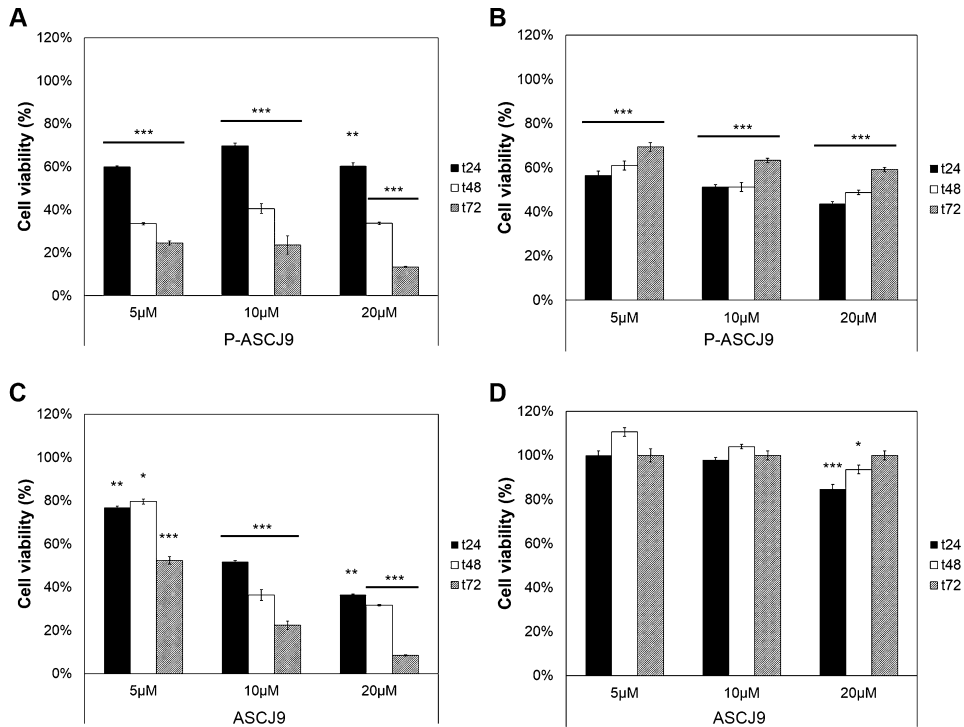 A
120%
100%
80%
60%
40%
20%
0%
Cell viability (%)
***
***
**
***
t24
t48
t72
5µM
10µM
20µM
P-ASCJ9
B
120%
100%
80%
60%
40%
20%
0%
Cell viability (%)
***
***
***
t24
t48
t72
5µM
10µM
20µM
P-ASCJ9
C
120%
100%
80%
60%
40%
20%
0%
Cell viability (%)
**
*
***
***
**
***
t24
t48
t72
5µM
10µM
20µM
ASCJ9
D
120%
100%
80%
60%
40%
20%
0%
Cell viability (%)
***
*
t24
t48
t72
5µM
10µM
20µM
ASCJ9